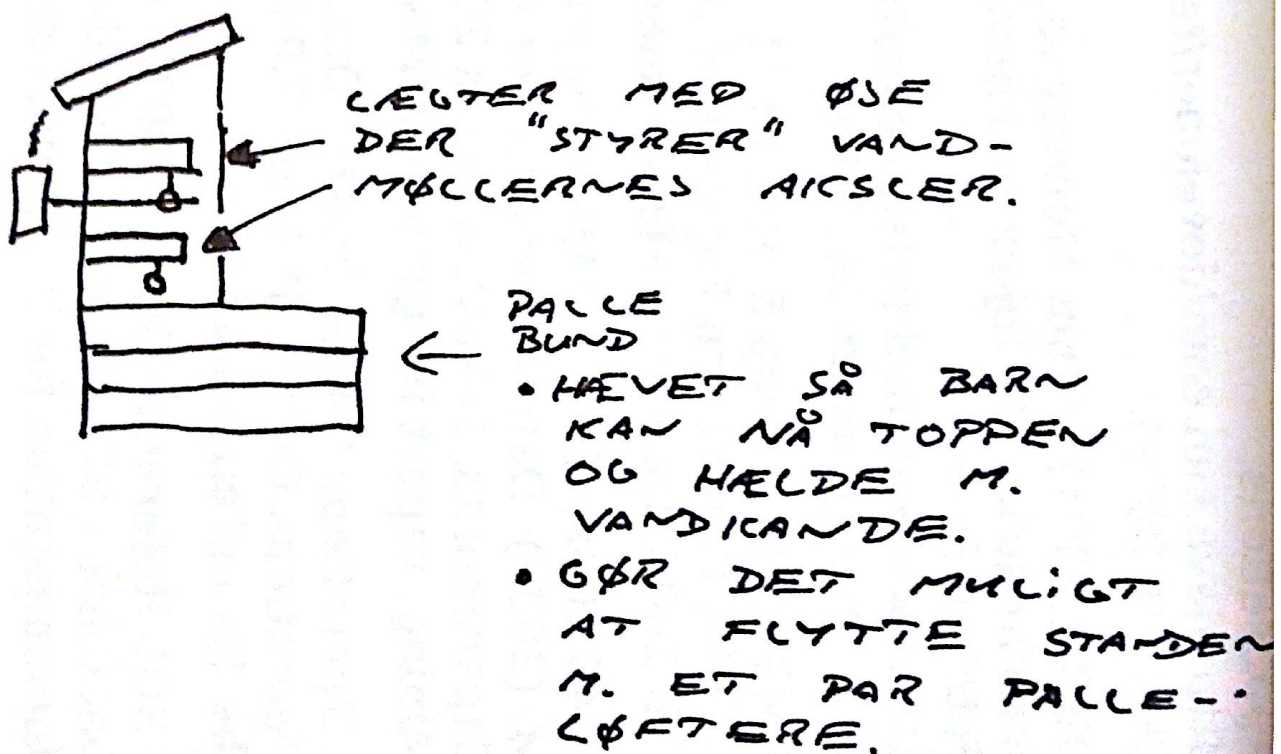 LÆGTER MED ØSE
DER "STYRER" VAND-
MØLLERNES AKSLER.
PALLE
BUND
• HÆVET SÅ BARN
KAN NÅ TOPPEN
OG HÆLDE M.
VANDKANDE.
• GØR DET MULIGT
AT FLYTTE STANDEN
M. ET PAR PALLE-
LØFTERE.